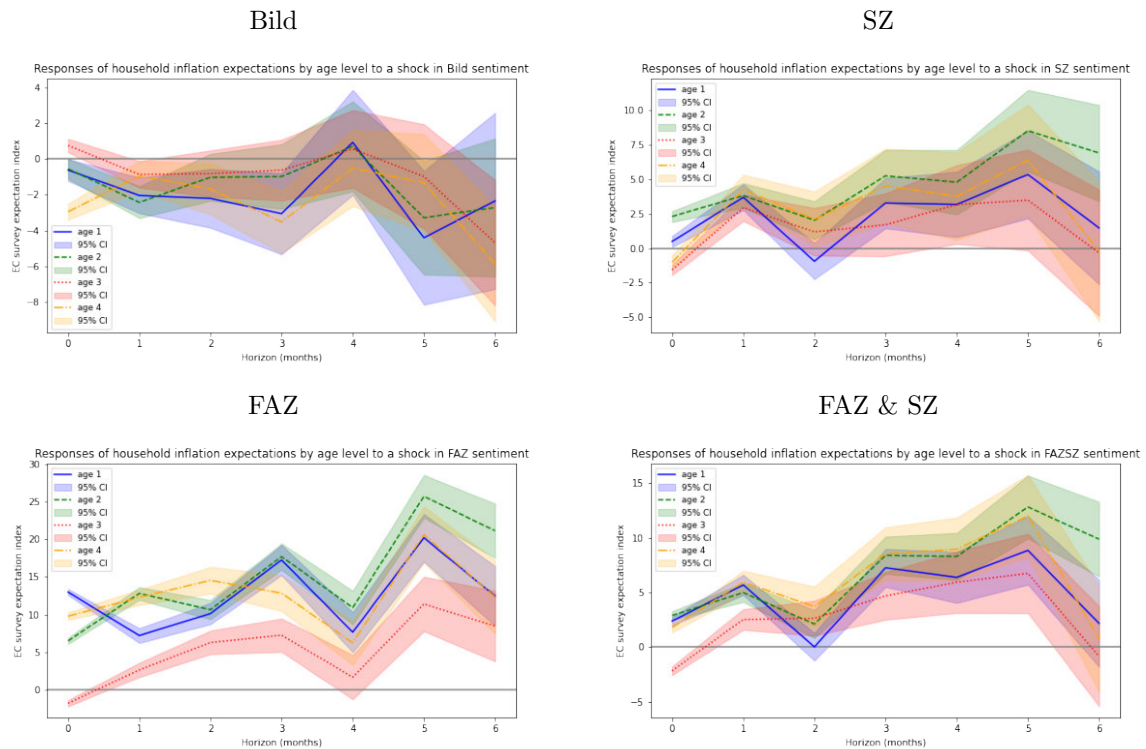 Bild
Responses of household inflation expectations by age level to a shock in Bild sentiment
EC survey expectation index
4
2
0
−2
−4
−6
−8
age 1
95% CI
age 2
95% CI
age 3
95% CI
age 4
95% CI
0 1 2 3 4 5 6
Horizon (months)
SZ
Responses of household inflation expectations by age level to a shock in SZ sentiment
EC survey expectation index
10.0
7.5
5.0
2.5
0.0
−2.5
−5.0
age 1
95% CI
age 2
95% CI
age 3
95% CI
age 4
95% CI
0 1 2 3 4 5 6
Horizon (months)
FAZ
Responses of household inflation expectations by age level to a shock in FAZ sentiment
EC survey expectation index
30
25
20
15
10
5
0
age 1
95% CI
age 2
95% CI
age 3
95% CI
age 4
95% CI
0 1 2 3 4 5 6
Horizon (months)
FAZ & SZ
Responses of household inflation expectations by age level to a shock in FAZSZ sentiment
EC survey expectation index
15
10
5
0
−5
age 1
95% CI
age 2
95% CI
age 3
95% CI
age 4
95% CI
0 1 2 3 4 5 6
Horizon (months)